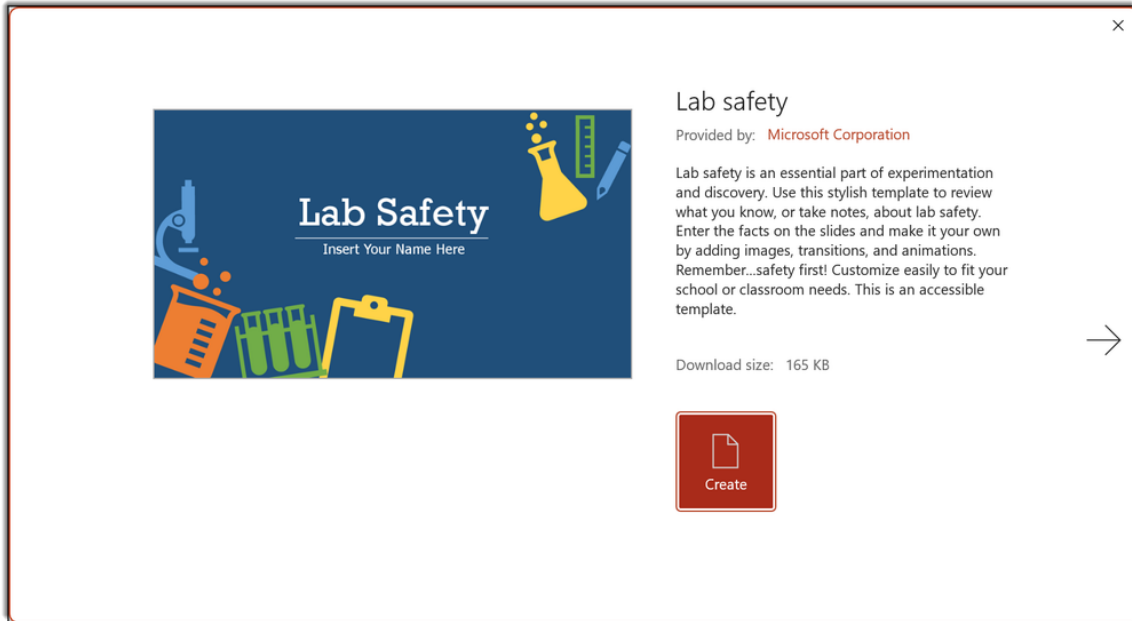 Lab Safety
Insert Your Name Here
Lab safety
Provided by: Microsoft Corporation
Lab safety is an essential part of experimentation
and discovery. Use this stylish template to review
what you know, or take notes, about lab safety.
Enter the facts on the slides and make it your own
by adding images, transitions, and animations.
Remember...safety first! Customize easily to fit your
school or classroom needs. This is an accessible
template.
Download size: 165 KB
Create